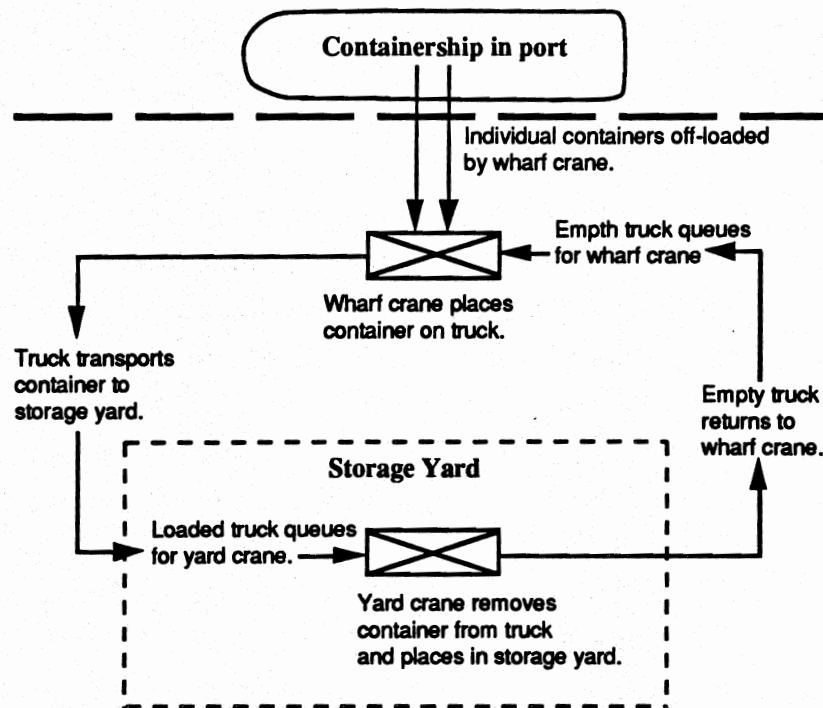 Containership in port
Individual containers off-loaded
by wharf crane.
Empth truck queues
for wharf crane
Wharf crane places
container on truck.
Truck transports
container to
storage yard.
Empty truck
returns to
wharf crane.
Storage Yard
Loaded truck queues
for yard crane.
Yard crane removes
container from truck
and places in storage yard.